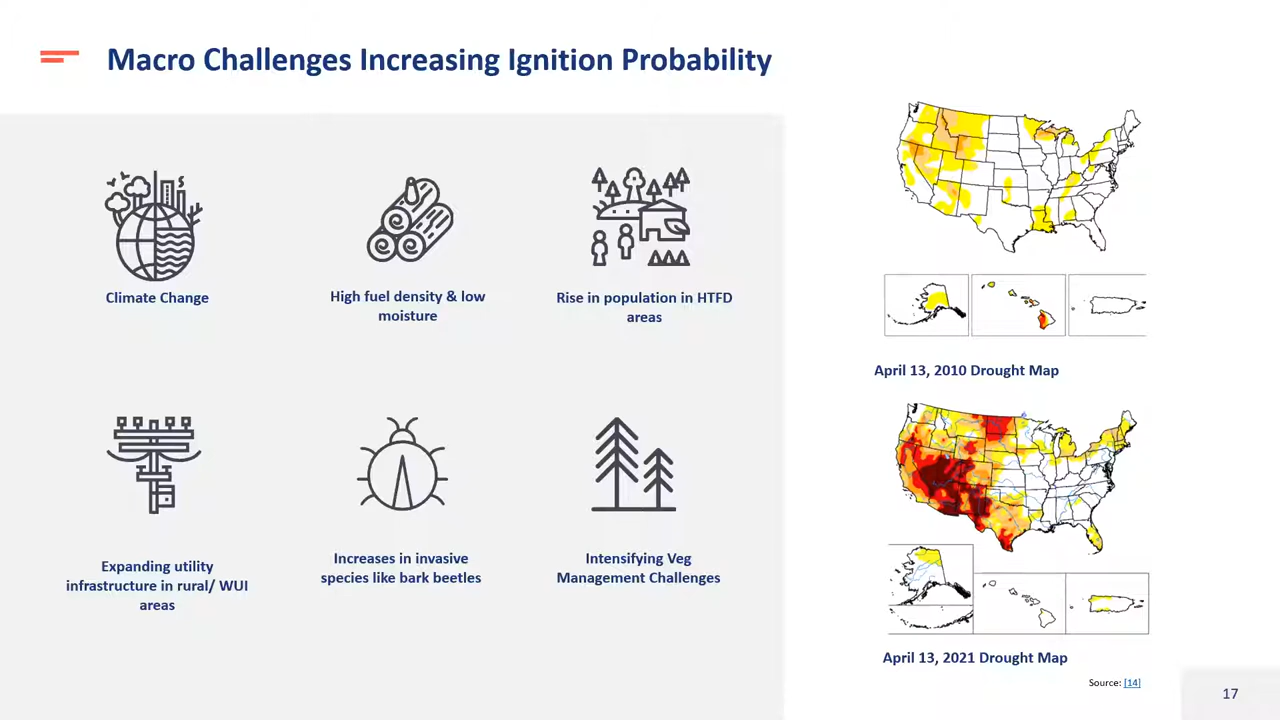 Macro Challenges Increasing Ignition Probability
Climate Change
High fuel density & low
moisture
Rise in population in HTFD
areas
Expanding utility
infrastructure in rural/ WUI
areas
Increases in invasive
species like bark beetles
Intensifying Veg
Management Challenges
April 13, 2010 Drought Map
April 13, 2021 Drought Map
Source: [14]
17